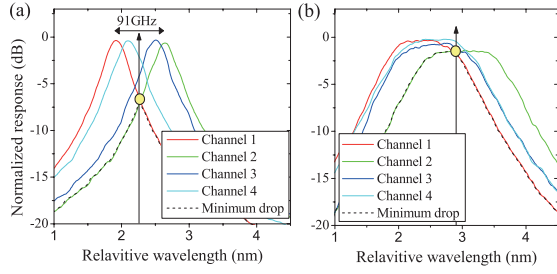 (a)
91GHz
0
-5
-10
-15
-20
Normalized response (dB)
Channel 1
Channel 2
Channel 3
Channel 4
Minimum drop
1
2
3
4
Relavitive wavelength (nm)
(b)
0
-5
-10
-15
-20
Channel 1
Channel 2
Channel 3
Channel 4
Minimum drop
1
2
3
4
Relavitive wavelength (nm)